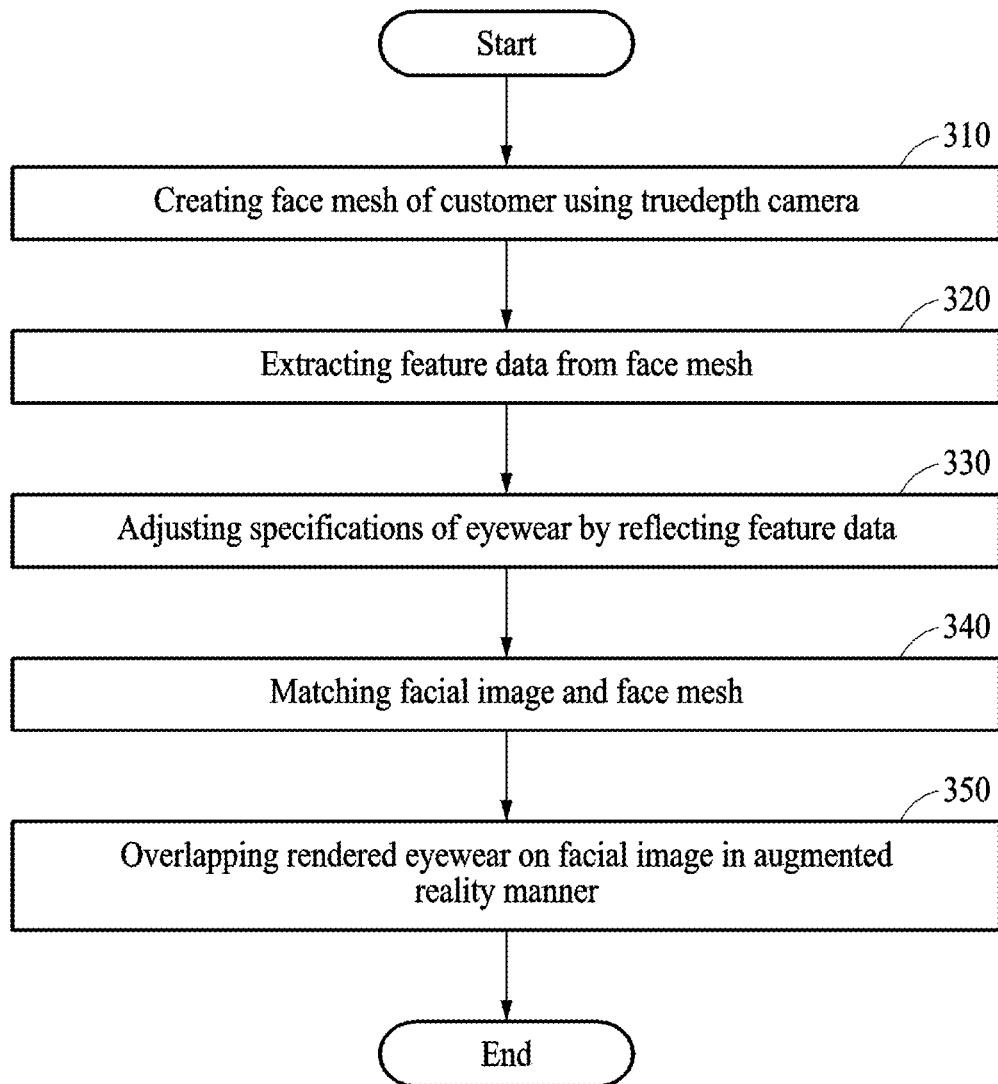 Start
310
Creating face mesh of customer using truedepth camera
320
Extracting feature data from face mesh
330
Adjusting specifications of eyewear by reflecting feature data
340
Matching facial image and face mesh
350
Overlapping rendered eyewear on facial image in augmented
reality manner
End